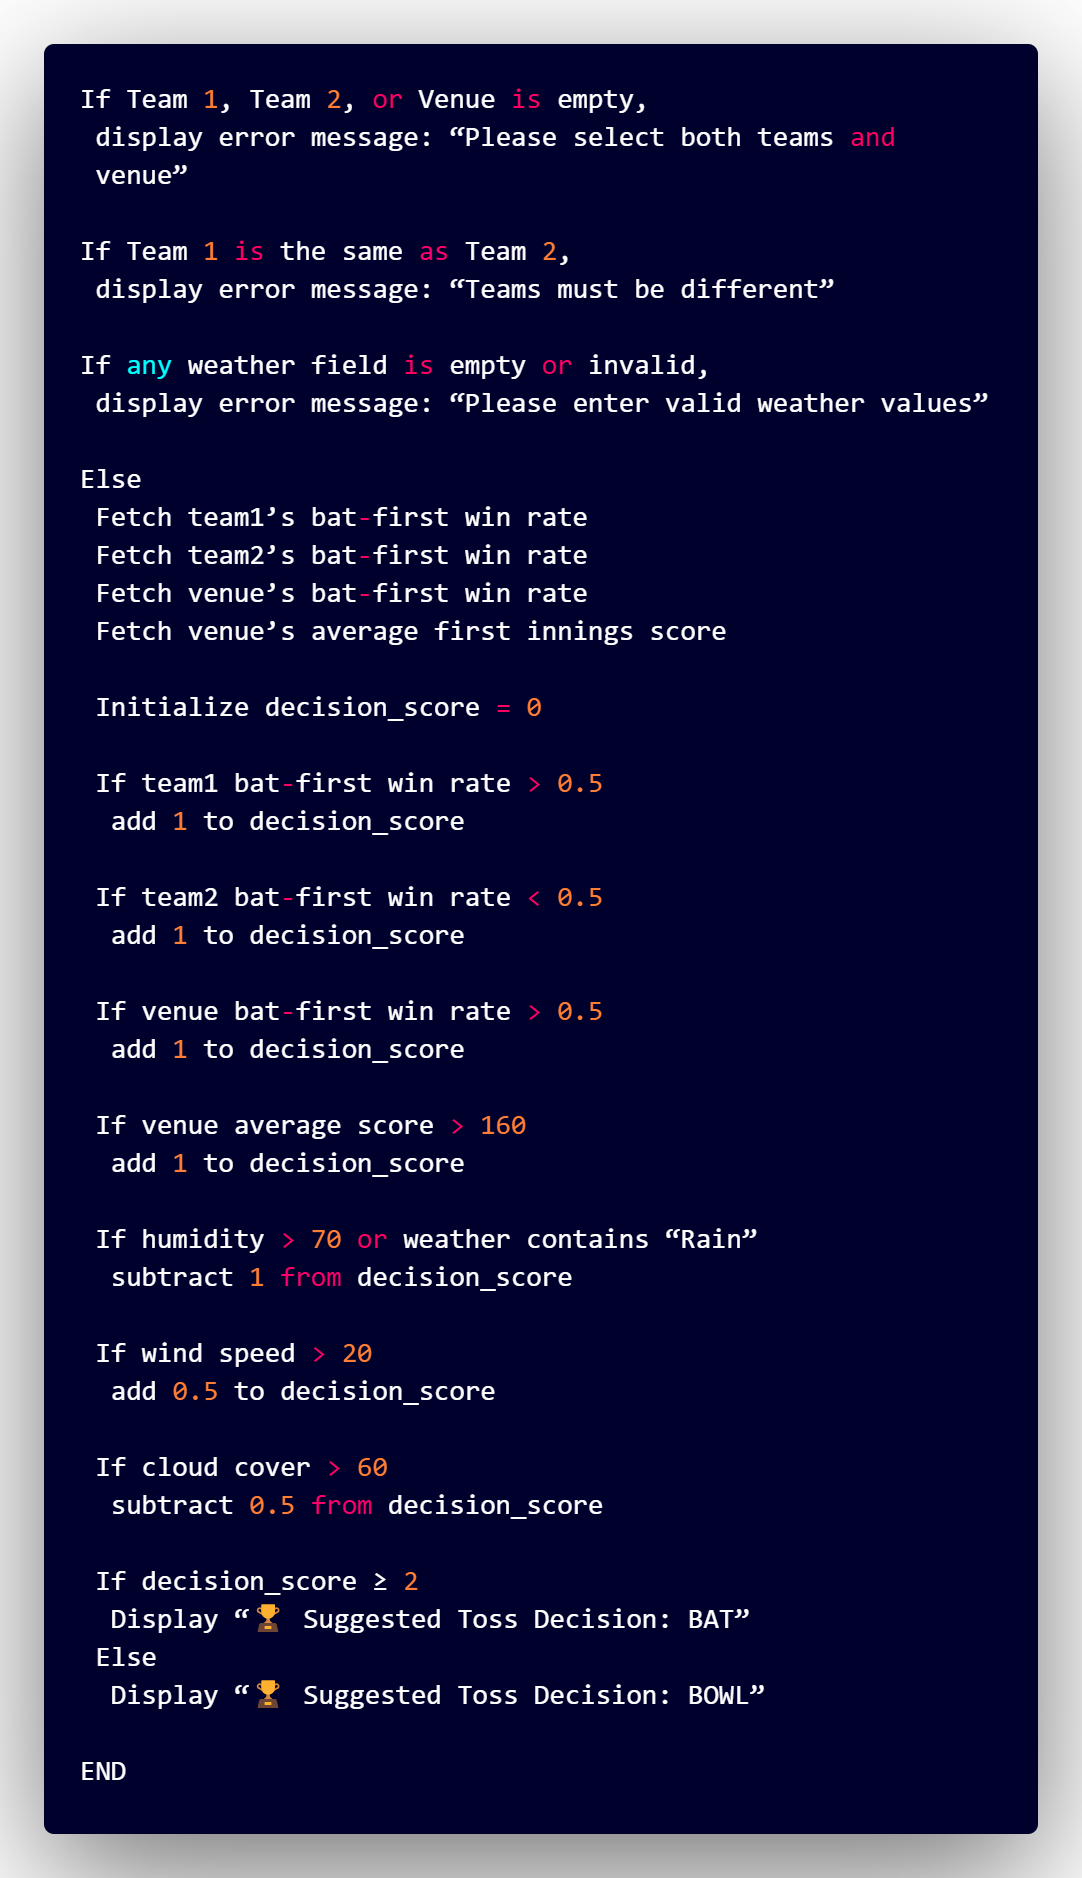 If Team 1, Team 2, or Venue is empty,
display error message: “Please select both teams and
venue”
If Team 1 is the same as Team 2,
display error message: “Teams must be different”
If any weather field is empty or invalid,
display error message: “Please enter valid weather values”
Else
Fetch team1’s bat-first win rate
Fetch team2’s bat-first win rate
Fetch venue’s bat-first win rate
Fetch venue’s average first innings score
Initialize decision_score = 0
If team1 bat-first win rate > 0.5
add 1 to decision_score
If team2 bat-first win rate < 0.5
add 1 to decision_score
If venue bat-first win rate > 0.5
add 1 to decision_score
If venue average score > 160
add 1 to decision_score
If humidity > 70 or weather contains “Rain”
subtract 1 from decision_score
If wind speed > 20
add 0.5 to decision_score
If cloud cover > 60
subtract 0.5 from decision_score
If decision_score ≥ 2
Display “🏆 Suggested Toss Decision: BAT”
Else
Display “🏆 Suggested Toss Decision: BOWL”
END